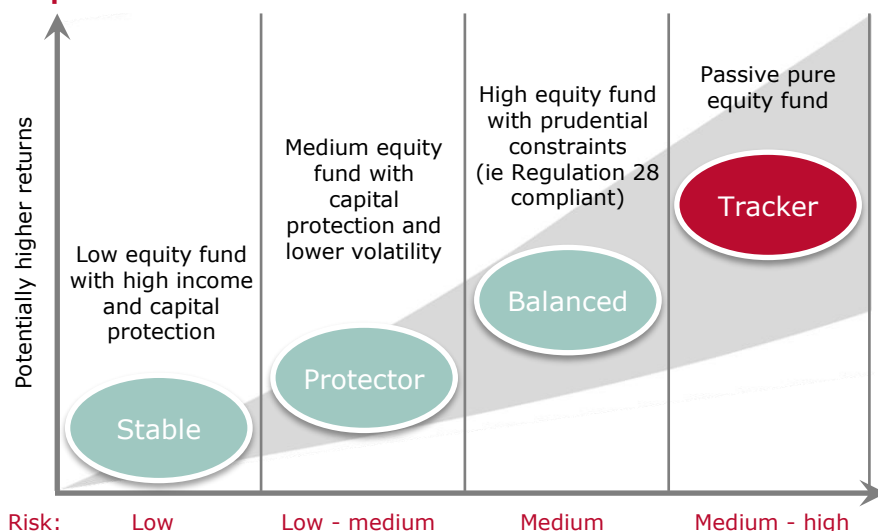 Potentially higher returns
Low equity fund
with high income
and capital
protection
Stable
Medium equity
fund with
capital
protection and
lower volatility
Protector
High equity fund
with prudential
constraints
(ie Regulation 28
compliant)
Balanced
Passive pure
equity fund
Tracker
Risk: Low Low - medium Medium Medium - high